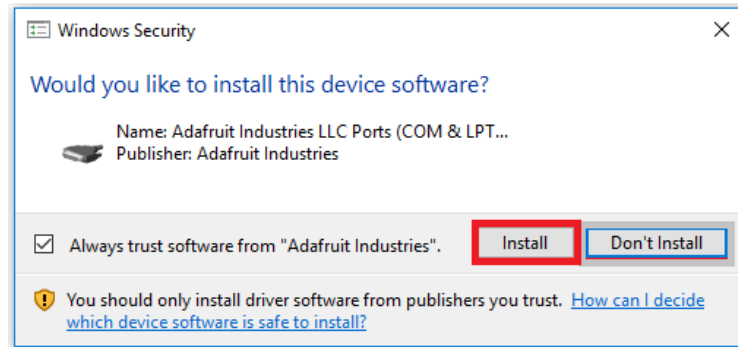 Windows Security
Would you like to install this device software?
Name: Adafruit Industries LLC Ports (COM & LPT...
Publisher: Adafruit Industries
Always trust software from "Adafruit Industries".
Install
Don't Install
You should only install driver software from publishers you trust. How can I decide
which device software is safe to install?